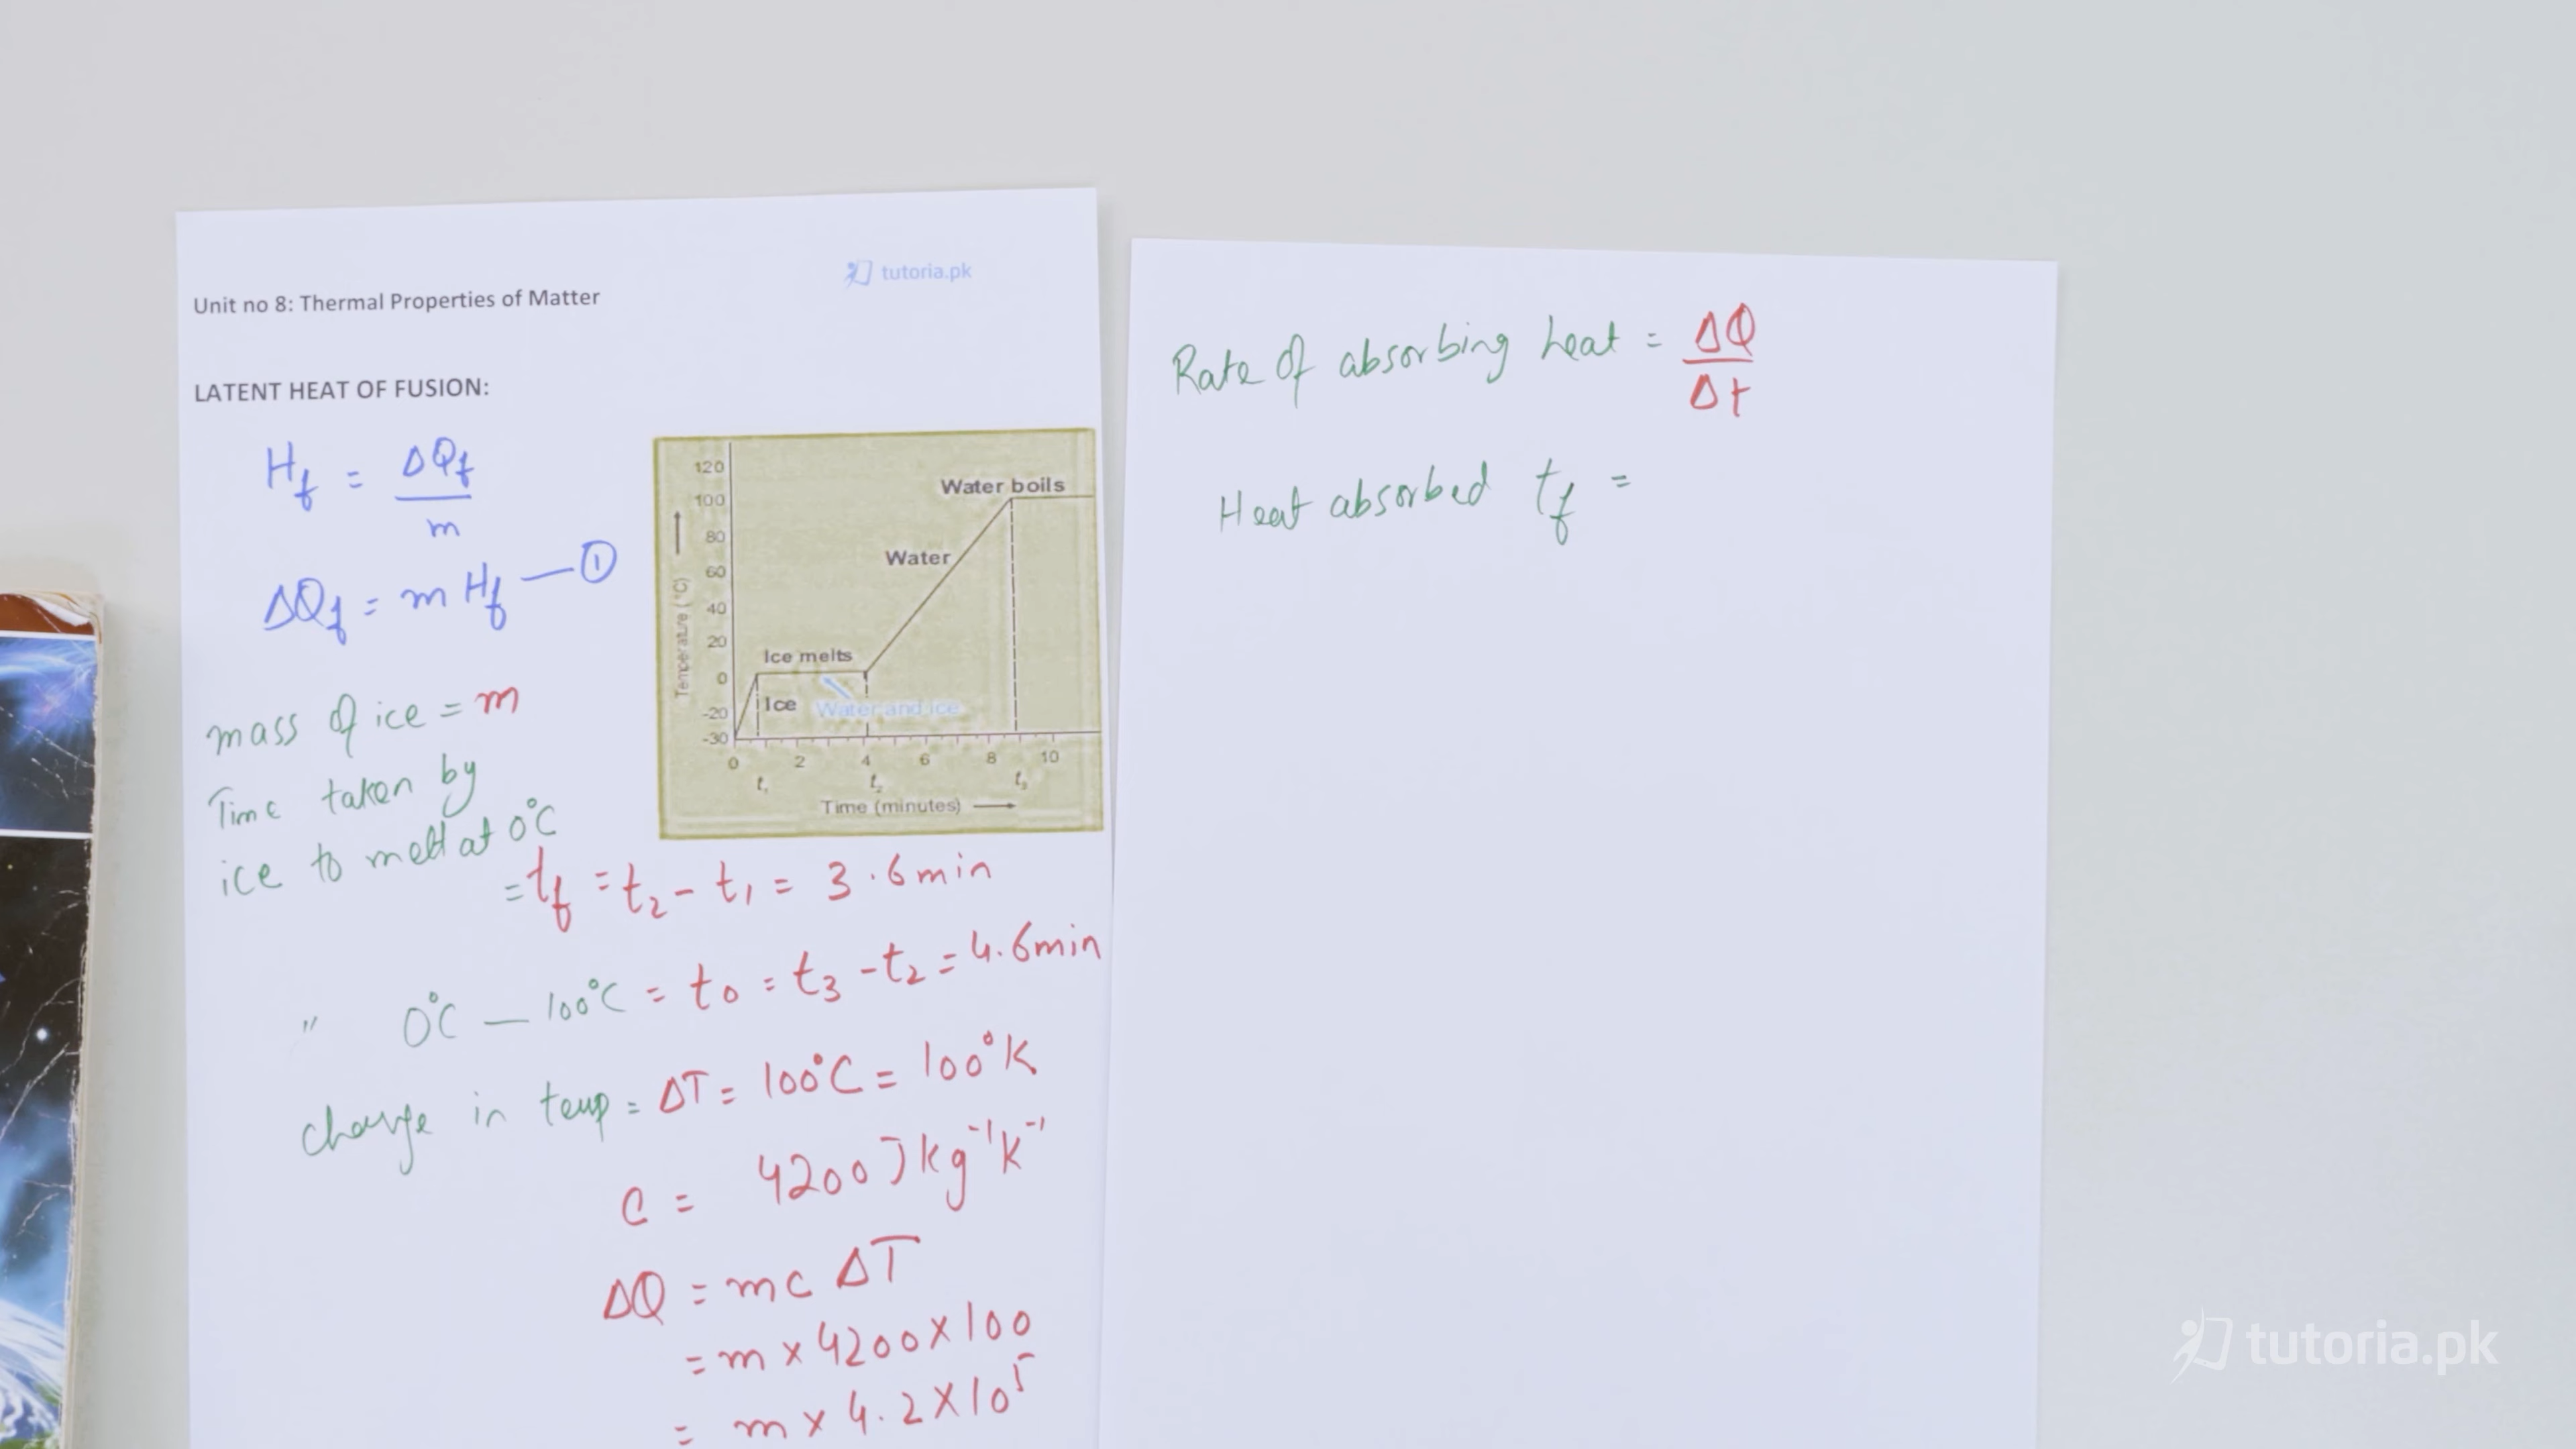 tutoria.pk
Unit no 8: Thermal Properties of Matter
LATENT HEAT OF FUSION:
Hf = ΔQf / m
ΔQf = m Hf — ①
mass of ice = m
Time taken by
ice to melt at 0°C
= tf = t2 - t1 = 3.6 min
" 0°C — 100°C = to = t3 - t2 = 4.6 min
change in temp = ΔT = 100°C = 100°K
c = 4200 J kg⁻¹ K⁻¹
ΔQ = mc ΔT
= m × 4200 × 100
= m × 4.2 × 10⁵
Temperature (°C)
120
100
80
60
40
20
0
-20
-30
Water boils
Water
Ice melts
Ice
Water and ice
0 2 4 6 8 10
t1 t2 t3
Time (minutes)
Rate of absorbing heat = ΔQ / Δt
Heat absorbed tf =
tutoria.pk